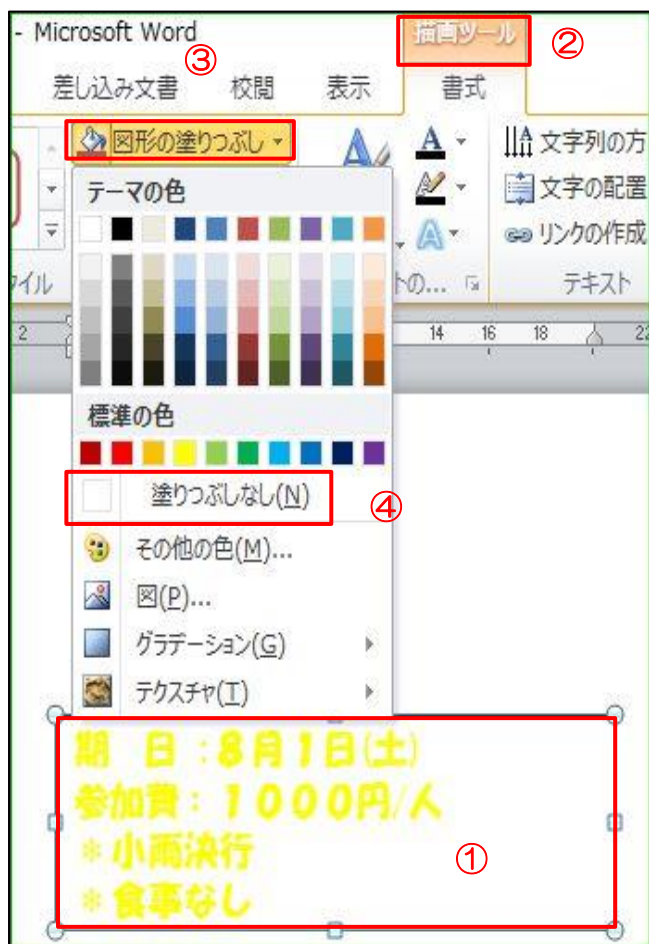 - Microsoft Word
描画ツール
②
③
差し込み文書 校閲 表示 書式
図形の塗りつぶし
A
文字列の方
テーマの色
文字の配置
リンクの作成
タイル
トの... テキスト
2 14 16 18 22
標準の色
塗りつぶしなし(N)
④
その他の色(M)...
図(P)...
グラデーション(G)
テクスチャ(T)
期 日:8月1日(土)
参加費:1000円/人
*小雨決行
①
*食事なし